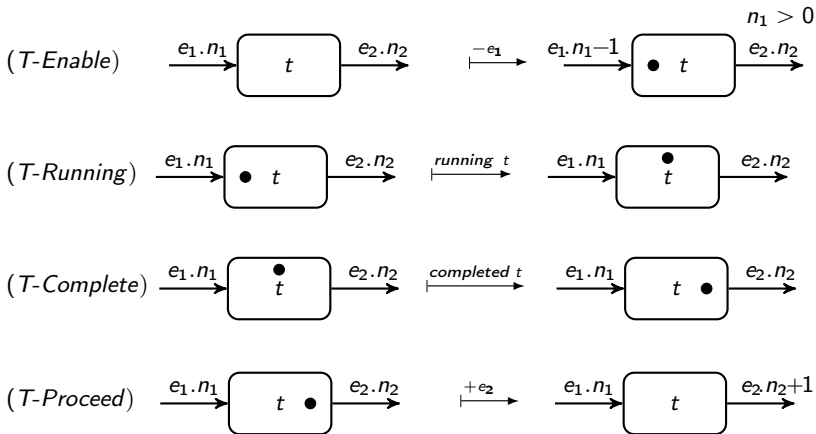 n₁ > 0
(T-Enable) e₁.n₁ t e₂.n₂ −e₁ e₁.n₁−1 t e₂.n₂
(T-Running) e₁.n₁ t e₂.n₂ running t e₁.n₁ t e₂.n₂
(T-Complete) e₁.n₁ t e₂.n₂ completed t e₁.n₁ t e₂.n₂
(T-Proceed) e₁.n₁ t e₂.n₂ +e₂ e₁.n₁ t e₂.n₂+1